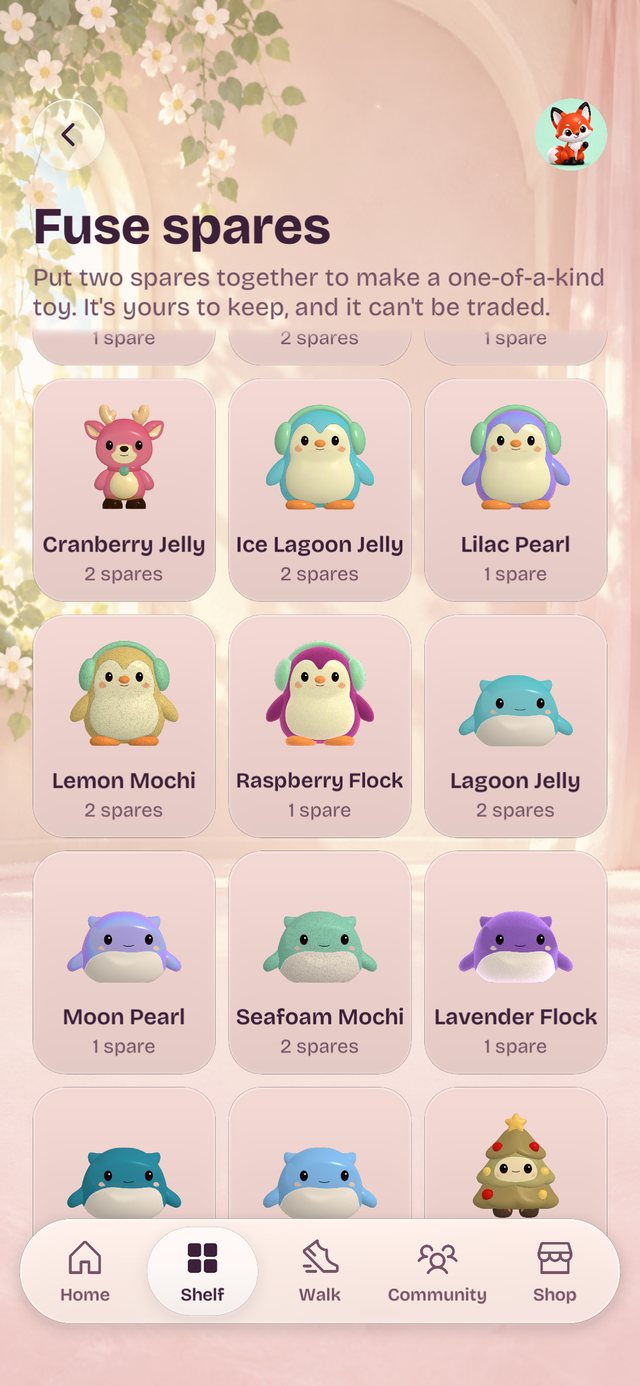 Fuse spares
Put two spares together to make a one-of-a-kind
toy. It's yours to keep, and it can't be traded.
1 spare
2 spares
1 spare
Cranberry Jelly
2 spares
Ice Lagoon Jelly
2 spares
Lilac Pearl
1 spare
Lemon Mochi
2 spares
Raspberry Flock
1 spare
Lagoon Jelly
2 spares
Moon Pearl
1 spare
Seafoam Mochi
2 spares
Lavender Flock
1 spare
Home
Shelf
Walk
Community
Shop